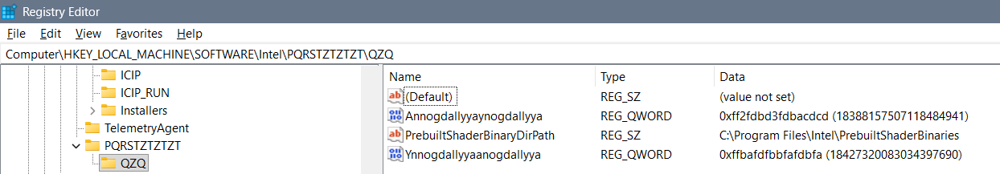 Registry Editor
File Edit View Favorites Help
Computer\HKEY_LOCAL_MACHINE\SOFTWARE\Intel\PQRSTZTZTZT\QZQ
ICIP
ICIP_RUN
Installers
TelemetryAgent
PQRSTZTZTZT
QZQ
Name Type Data
(Default) REG_SZ (value not set)
Annogdallyyaynogdallyya REG_QWORD 0xff2fdbd3fdbacdcd (18388157507118484941)
PrebuiltShaderBinaryDirPath REG_SZ C:\Program Files\Intel\PrebuiltShaderBinaries
Ynnogdallyyaanogdallyya REG_QWORD 0xffbafdfbbfafdbfa (18427320083034397690)